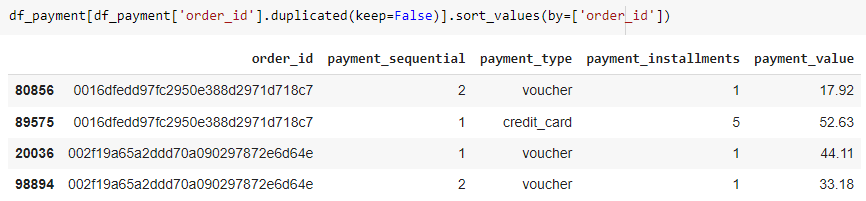 df_payment[df_payment['order_id'].duplicated(keep=False)].sort_values(by=['order_id'])
order_id payment_sequential payment_type payment_installments payment_value
80856 0016dfedd97fc2950e388d2971d718c7 2 voucher 1 17.92
89575 0016dfedd97fc2950e388d2971d718c7 1 credit_card 5 52.63
20036 002f19a65a2ddd70a090297872e6d64e 1 voucher 1 44.11
98894 002f19a65a2ddd70a090297872e6d64e 2 voucher 1 33.18